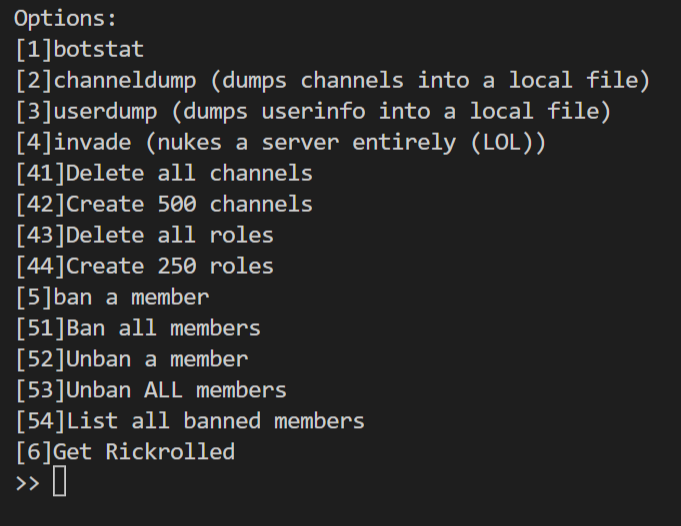 Options:
[1]botstat
[2]channeldump (dumps channels into a local file)
[3]userdump (dumps userinfo into a local file)
[4]invade (nukes a server entirely (LOL))
[41]Delete all channels
[42]Create 500 channels
[43]Delete all roles
[44]Create 250 roles
[5]ban a member
[51]Ban all members
[52]Unban a member
[53]Unban ALL members
[54]List all banned members
[6]Get Rickrolled
>>